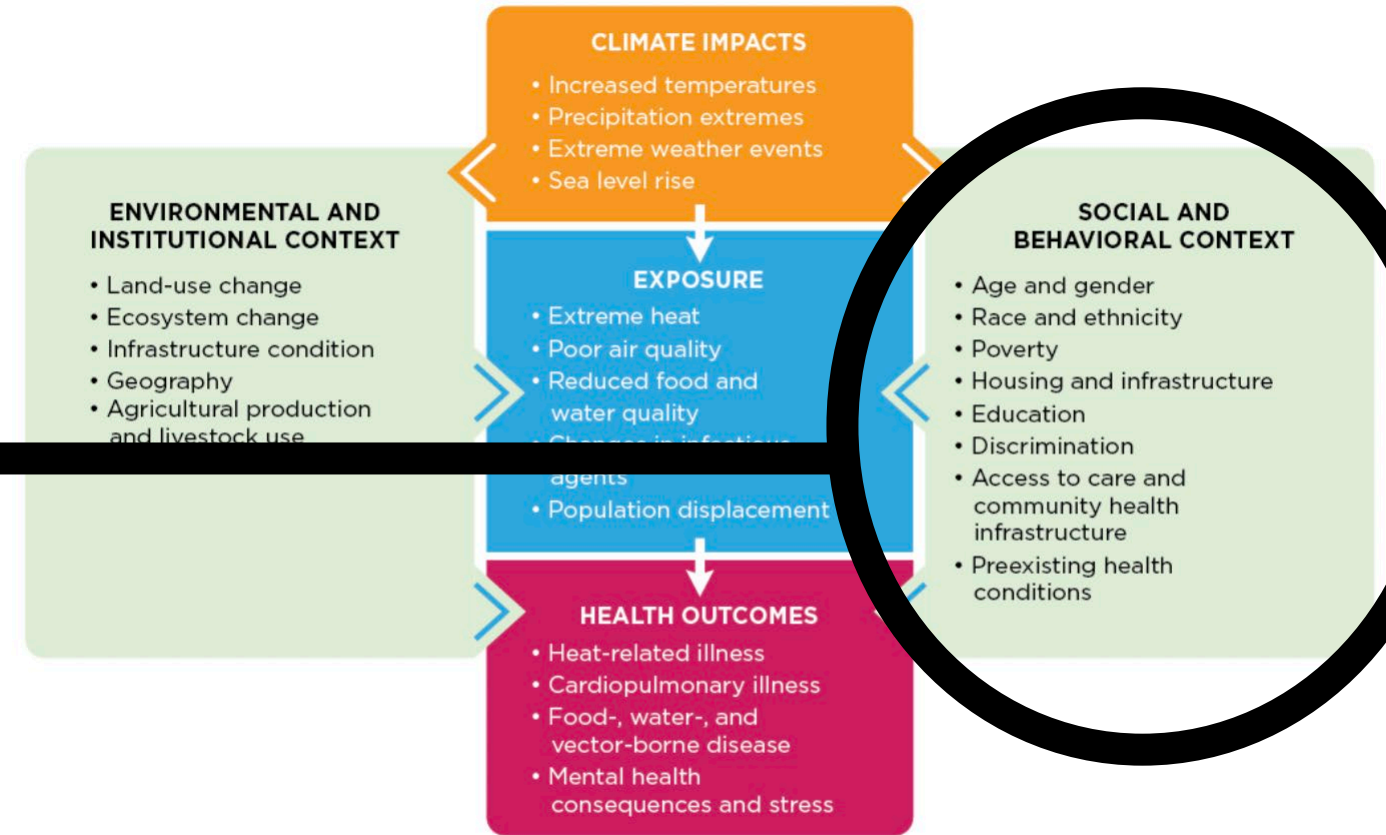 CLIMATE IMPACTS
• Increased temperatures
• Precipitation extremes
• Extreme weather events
• Sea level rise
ENVIRONMENTAL AND
INSTITUTIONAL CONTEXT
• Land-use change
• Ecosystem change
• Infrastructure condition
• Geography
• Agricultural production
and livestock use
EXPOSURE
• Extreme heat
• Poor air quality
• Reduced food and
water quality
• Changes in infectious
agents
• Population displacement
SOCIAL AND
BEHAVIORAL CONTEXT
• Age and gender
• Race and ethnicity
• Poverty
• Housing and infrastructure
• Education
• Discrimination
• Access to care and
community health
infrastructure
• Preexisting health
conditions
HEALTH OUTCOMES
• Heat-related illness
• Cardiopulmonary illness
• Food-, water-, and
vector-borne disease
• Mental health
consequences and stress